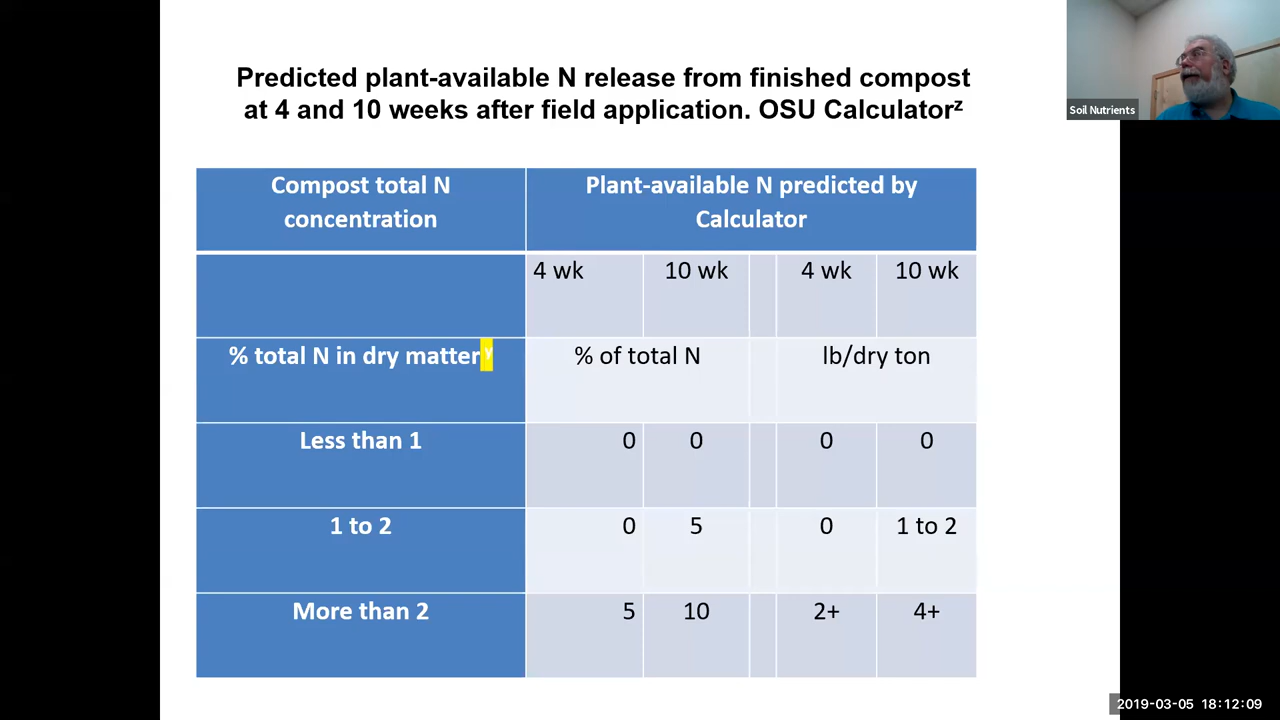 Predicted plant-available N release from finished compost
at 4 and 10 weeks after field application. OSU Calculatorᶻ
Soil Nutrients
Compost total N
concentration
Plant-available N predicted by
Calculator
4 wk 10 wk 4 wk 10 wk
% total N in dry matterʸ % of total N lb/dry ton
Less than 1 0 0 0 0
1 to 2 0 5 0 1 to 2
More than 2 5 10 2+ 4+
2019-03-05 18:12:09